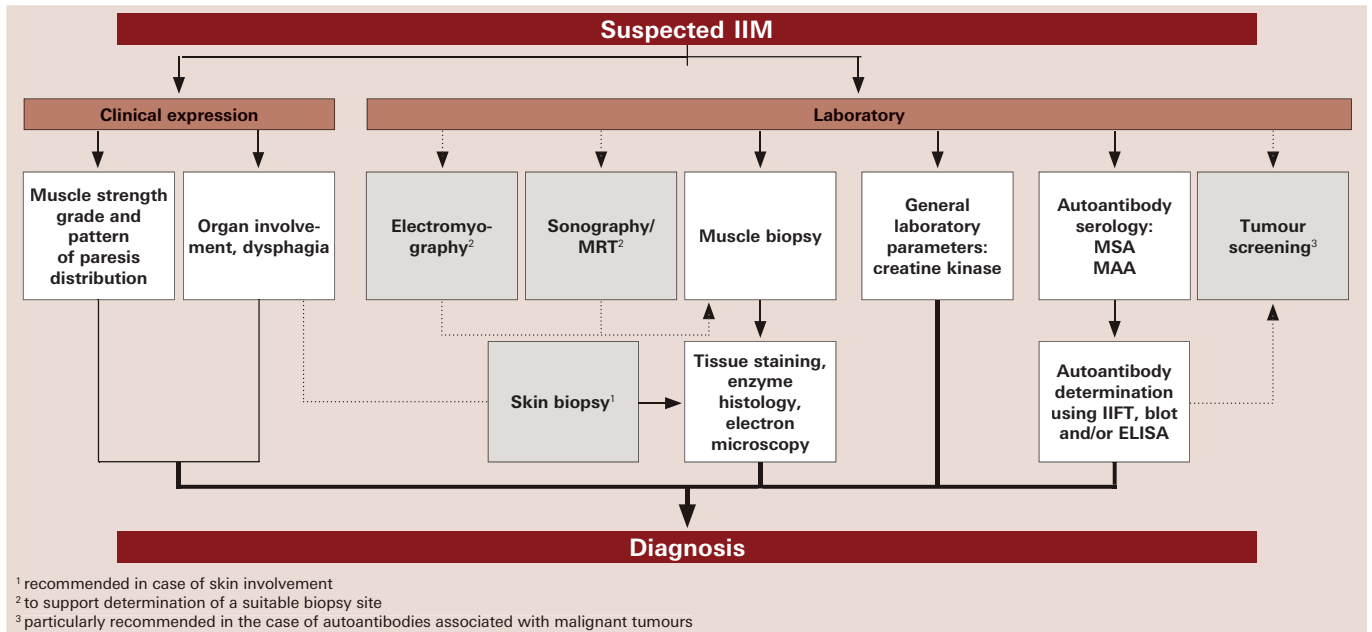 Suspected IIM
Clinical expression
Laboratory
Muscle strength
grade and
pattern
of paresis
distribution
Organ involve-
ment, dysphagia
Electromyo-
graphy²
Sonography/
MRT²
Muscle biopsy
General
laboratory
parameters:
creatine kinase
Autoantibody
serology:
MSA
MAA
Tumour
screening³
Skin biopsy¹
Tissue staining,
enzyme
histology,
electron
microscopy
Autoantibody
determination
using IIFT, blot
and/or ELISA
Diagnosis
¹ recommended in case of skin involvement
² to support determination of a suitable biopsy site
³ particularly recommended in the case of autoantibodies associated with malignant tumours